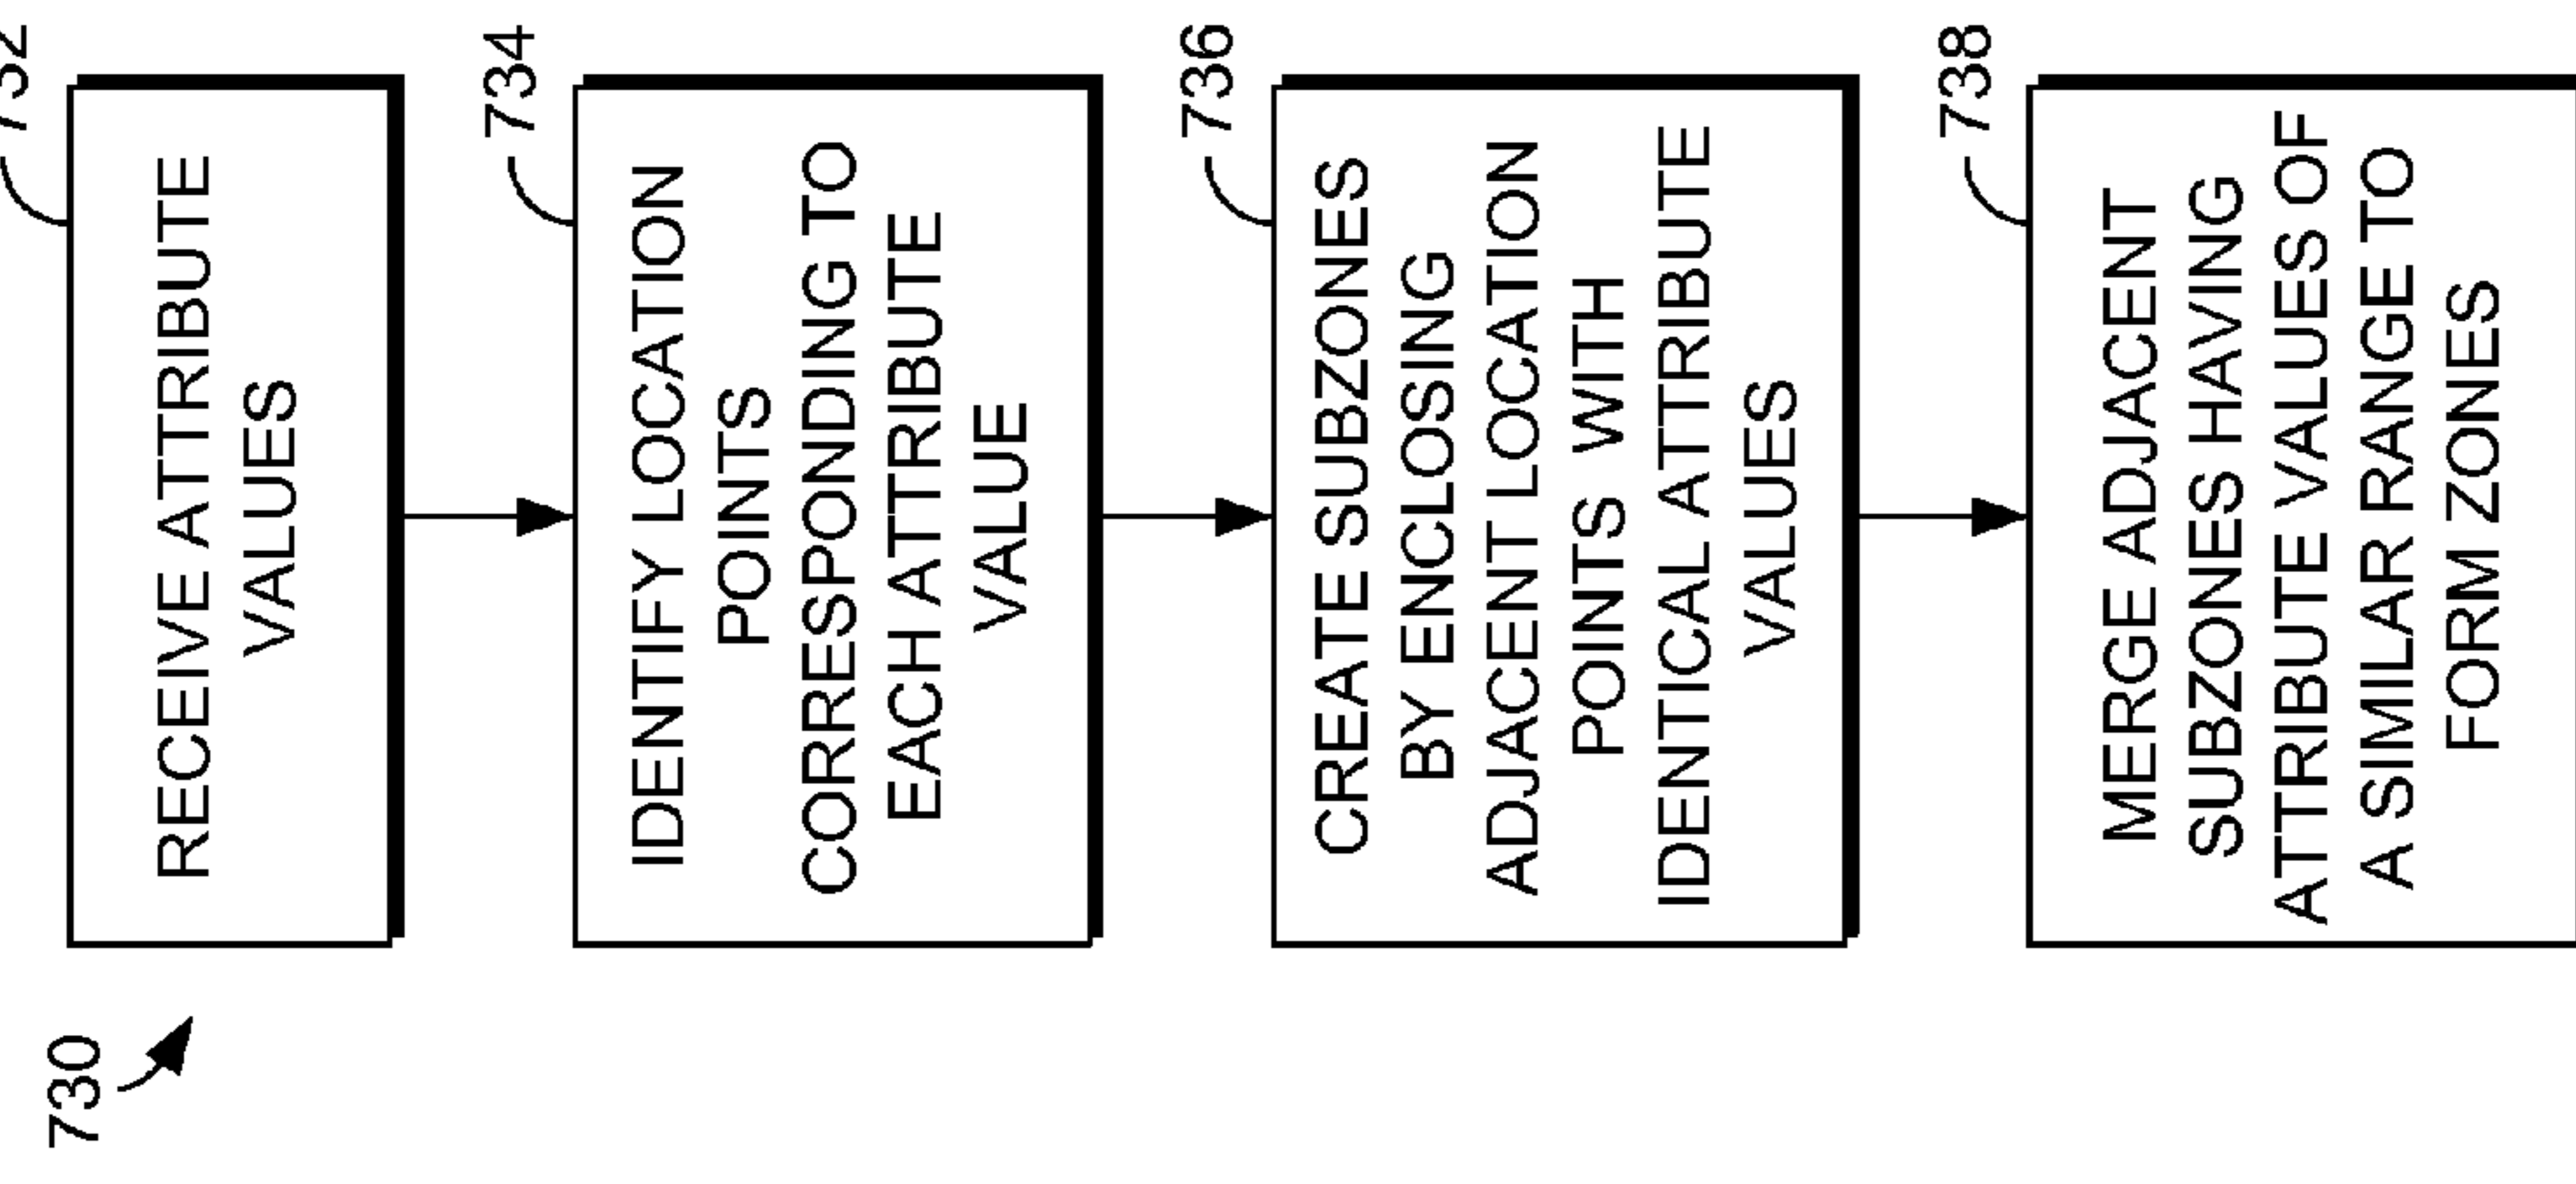 730
732
RECEIVE ATTRIBUTE
VALUES
734
IDENTIFY LOCATION
POINTS
CORRESPONDING TO
EACH ATTRIBUTE
VALUE
736
CREATE SUBZONES
BY ENCLOSING
ADJACENT LOCATION
POINTS WITH
IDENTICAL ATTRIBUTE
VALUES
738
MERGE ADJACENT
SUBZONES HAVING
ATTRIBUTE VALUES OF
A SIMILAR RANGE TO
FORM ZONES